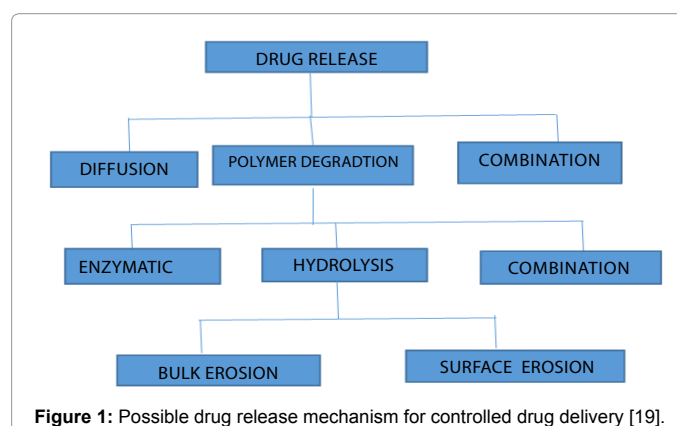 DRUG RELEASE
DIFFUSION
POLYMER DEGRADTION
COMBINATION
ENZYMATIC
HYDROLYSIS
COMBINATION
BULK EROSION
SURFACE EROSION
Figure 1: Possible drug release mechanism for controlled drug delivery [19].